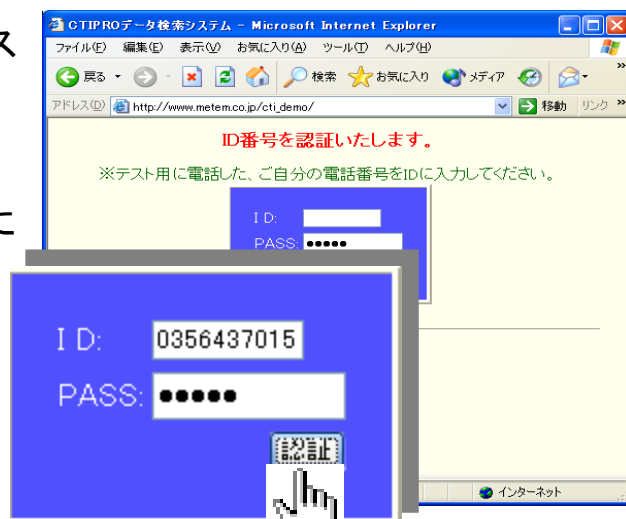 ス
CTIPROデータ検索システム - Microsoft Internet Explorer
ファイル(F) 編集(E) 表示(V) お気に入り(A) ツール(T) ヘルプ(H)
戻る 検索 お気に入り メディア »
アドレス(D) http://www.metem.co.jp/cti_demo/ 移動 リンク »
ID番号を認証いたします。
※テスト用に電話した、ご自分の電話番号をIDに入力してください。
に
I D:
PASS: ●●●●●
I D: 0356437015
PASS: ●●●●●
認証
インターネット